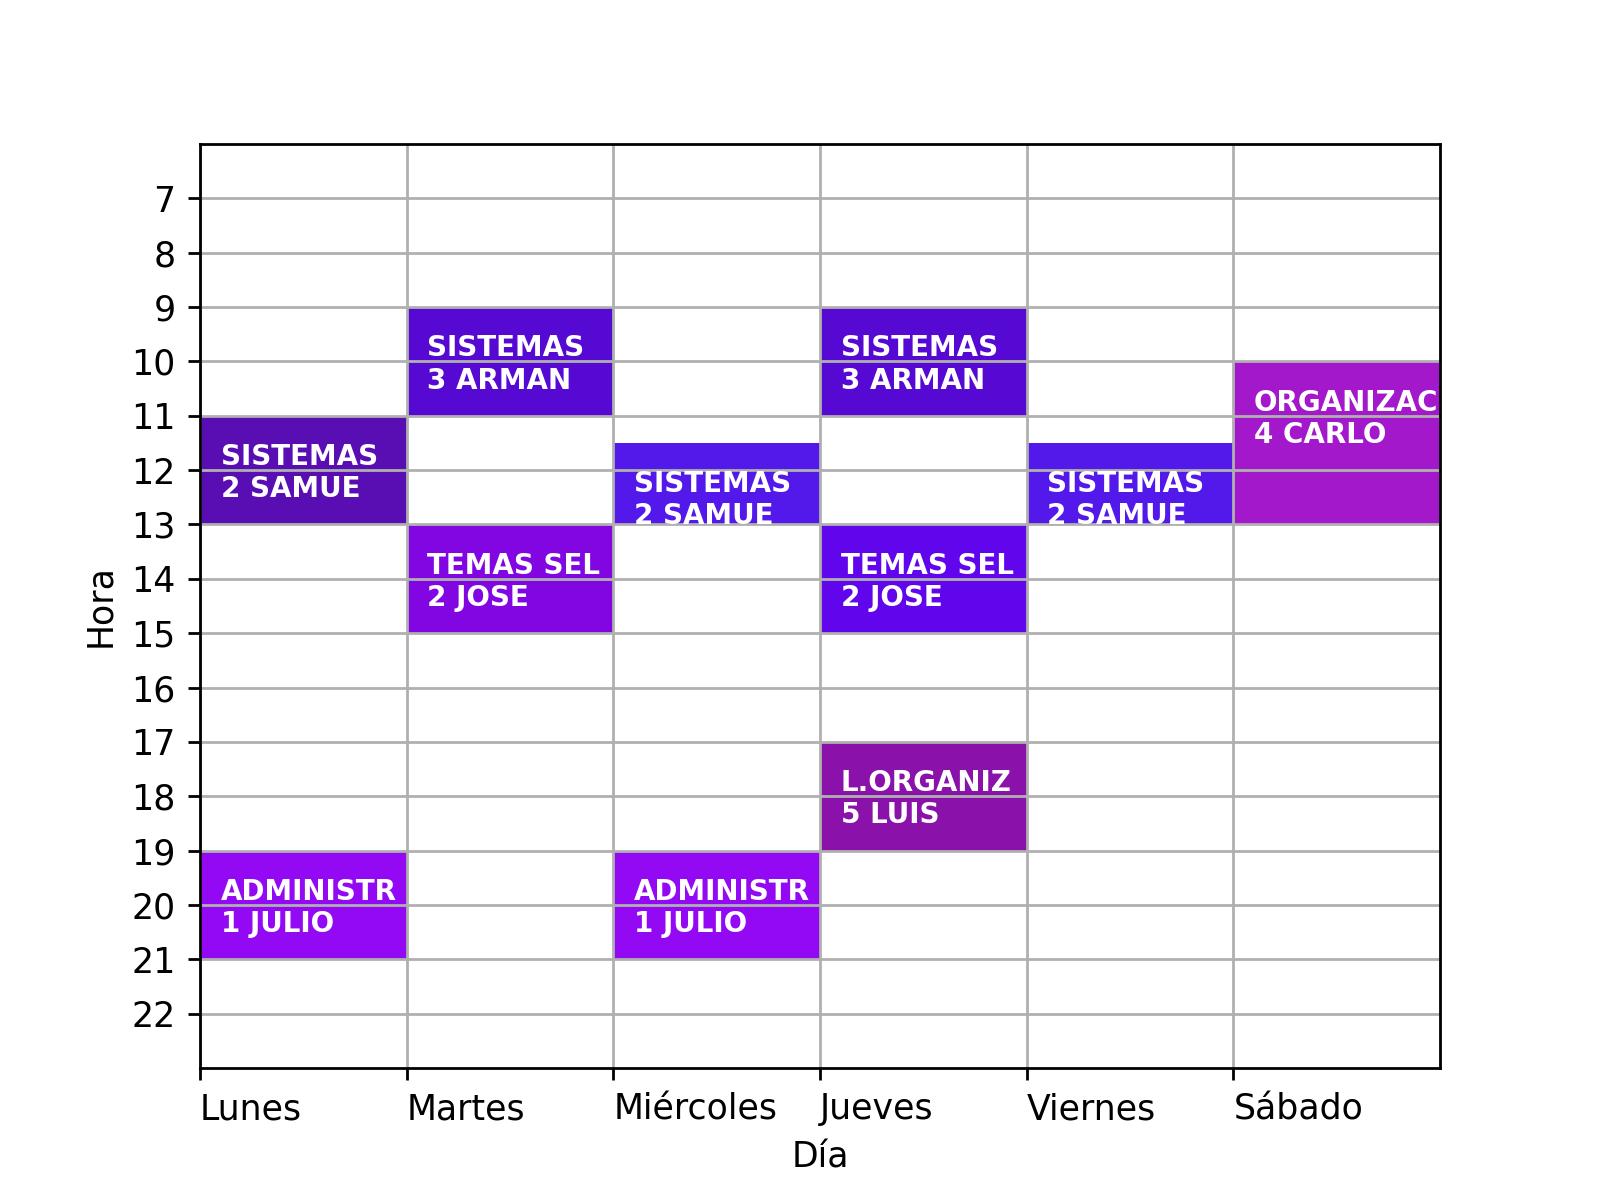 7
8
9
10
11
12
13
14
15
16
17
18
19
20
21
22
Hora
SISTEMAS
2 SAMUE
ADMINISTR
1 JULIO
SISTEMAS
3 ARMAN
TEMAS SEL
2 JOSE
SISTEMAS
2 SAMUE
ADMINISTR
1 JULIO
SISTEMAS
3 ARMAN
TEMAS SEL
2 JOSE
L.ORGANIZ
5 LUIS
SISTEMAS
2 SAMUE
ORGANIZAC
4 CARLO
Lunes Martes Miércoles Jueves Viernes Sábado
Día